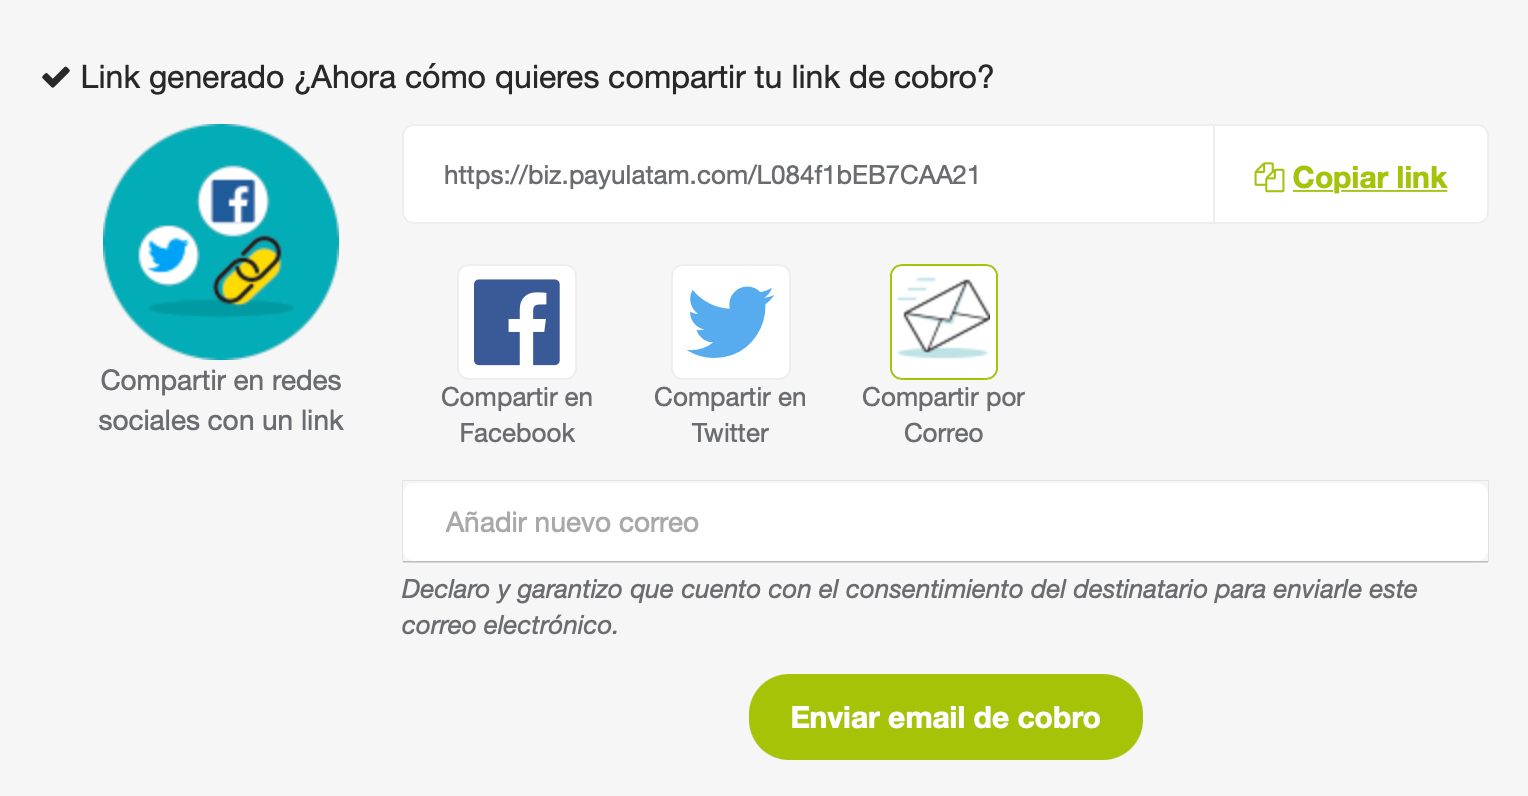 Link generado ¿Ahora cómo quieres compartir tu link de cobro?
https://biz.payulatam.com/L084f1bEB7CAA21
Copiar link
Compartir en redes
sociales con un link
Compartir en
Facebook
Compartir en
Twitter
Compartir por
Correo
Añadir nuevo correo
Declaro y garantizo que cuento con el consentimiento del destinatario para enviarle este
correo electrónico.
Enviar email de cobro